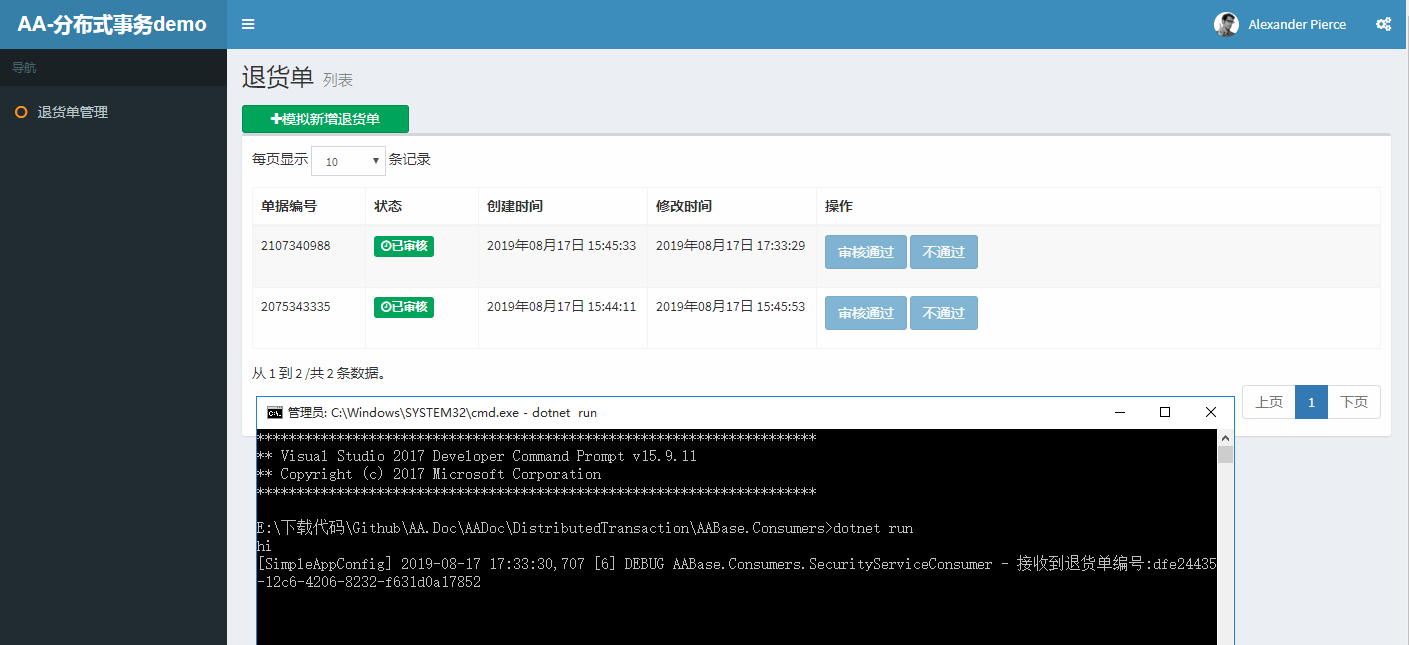 AA-分布式事务demo
Alexander Pierce
导航
退货单管理
退货单 列表
模拟新增退货单
每页显示 10 条记录
单据编号 状态 创建时间 修改时间 操作
2107340988 已审核 2019年08月17日 15:45:33 2019年08月17日 17:33:29 审核通过 不通过
2075343335 已审核 2019年08月17日 15:44:11 2019年08月17日 15:45:53 审核通过 不通过
从 1 到 2 /共 2 条数据。
上页 1 下页
管理员: C:\Windows\SYSTEM32\cmd.exe - dotnet run
**********************************************************************
** Visual Studio 2017 Developer Command Prompt v15.9.11
** Copyright (c) 2017 Microsoft Corporation
**********************************************************************
E:\下载代码\Github\AA.Doc\AADoc\DistributedTransaction\AABase.Consumers>dotnet run
hi
[SimpleAppConfig] 2019-08-17 17:33:30,707 [6] DEBUG AABase.Consumers.SecurityServiceConsumer - 接收到退货单编号:dfe24435
-12c6-4206-8232-f631d0a17852